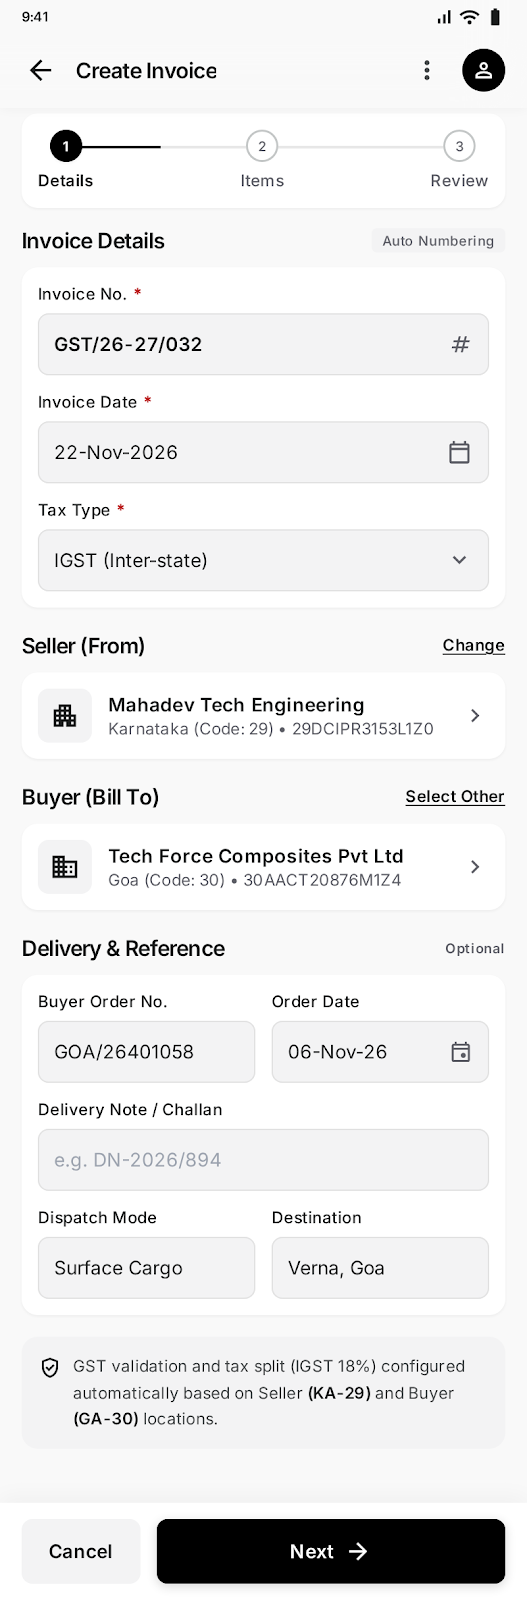 9:41
Create Invoice
1
2
3
Details
Items
Review
Invoice Details
Auto Numbering
Invoice No. *
GST/26-27/032
#
Invoice Date *
22-Nov-2026
Tax Type *
IGST (Inter-state)
Seller (From)
Change
Mahadev Tech Engineering
Karnataka (Code: 29) • 29DCIPR3153L1Z0
Buyer (Bill To)
Select Other
Tech Force Composites Pvt Ltd
Goa (Code: 30) • 30AACT20876M1Z4
Delivery & Reference
Optional
Buyer Order No.
Order Date
GOA/26401058
06-Nov-26
Delivery Note / Challan
e.g. DN-2026/894
Dispatch Mode
Destination
Surface Cargo
Verna, Goa
GST validation and tax split (IGST 18%) configured
automatically based on Seller (KA-29) and Buyer
(GA-30) locations.
Cancel
Next →